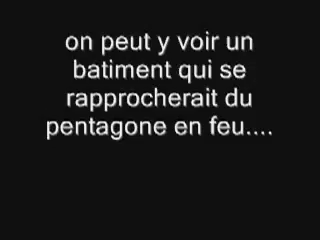 on peut y voir un
batiment qui se
rapprocherait du
pentagone en feu....